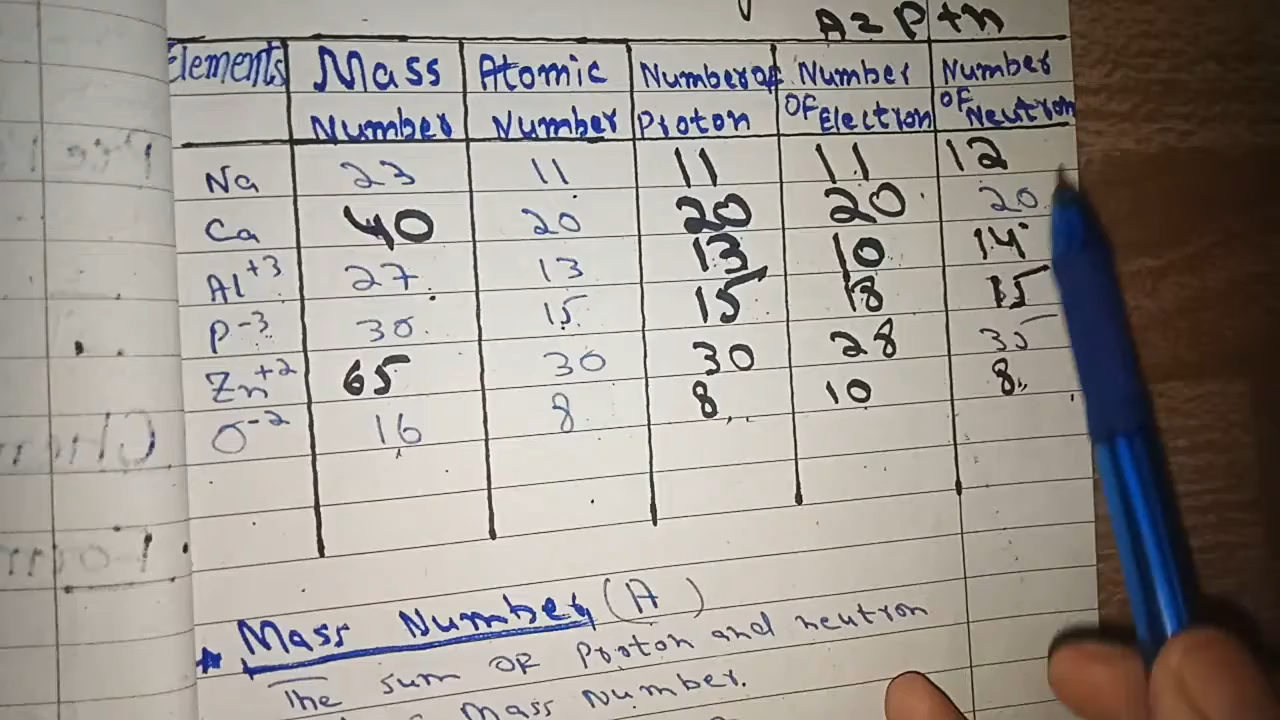 A = P + n
Elements Mass Number Atomic Number Number of Proton Number OF Electron Number OF Neutron
Na 23 11 11 11 12
Ca 40 20 20 20 20
Al+3 27 13 13 10 14
P-3 30 15 15 18 15
Zn+2 65 30 30 28 35
O-2 16 8 8 10 8
Mass Number (A)
The sum OF Proton and neutron
Mass Number.